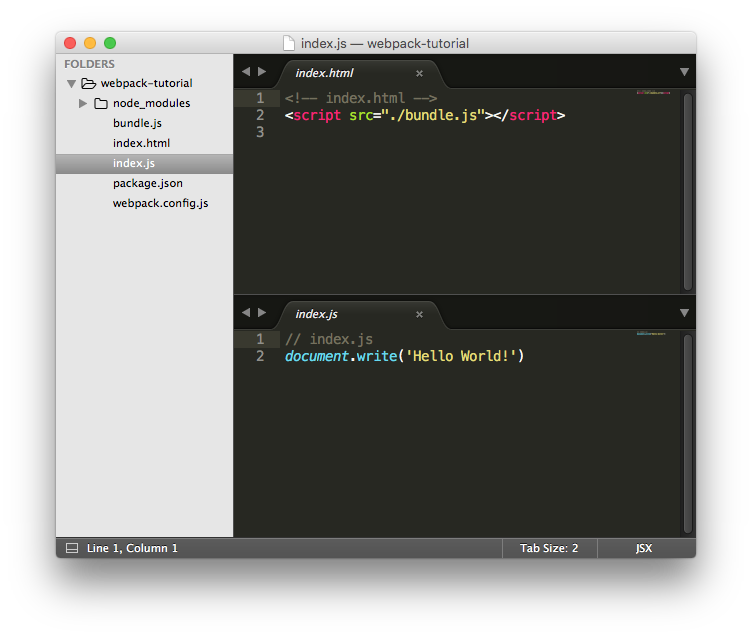 index.js — webpack-tutorial
FOLDERS
webpack-tutorial
node_modules
bundle.js
index.html
index.js
package.json
webpack.config.js
index.html
1 <!-- index.html -->
2 <script src="./bundle.js"></script>
3
index.js
1 // index.js
2 document.write('Hello World!')
Line 1, Column 1
Tab Size: 2
JSX